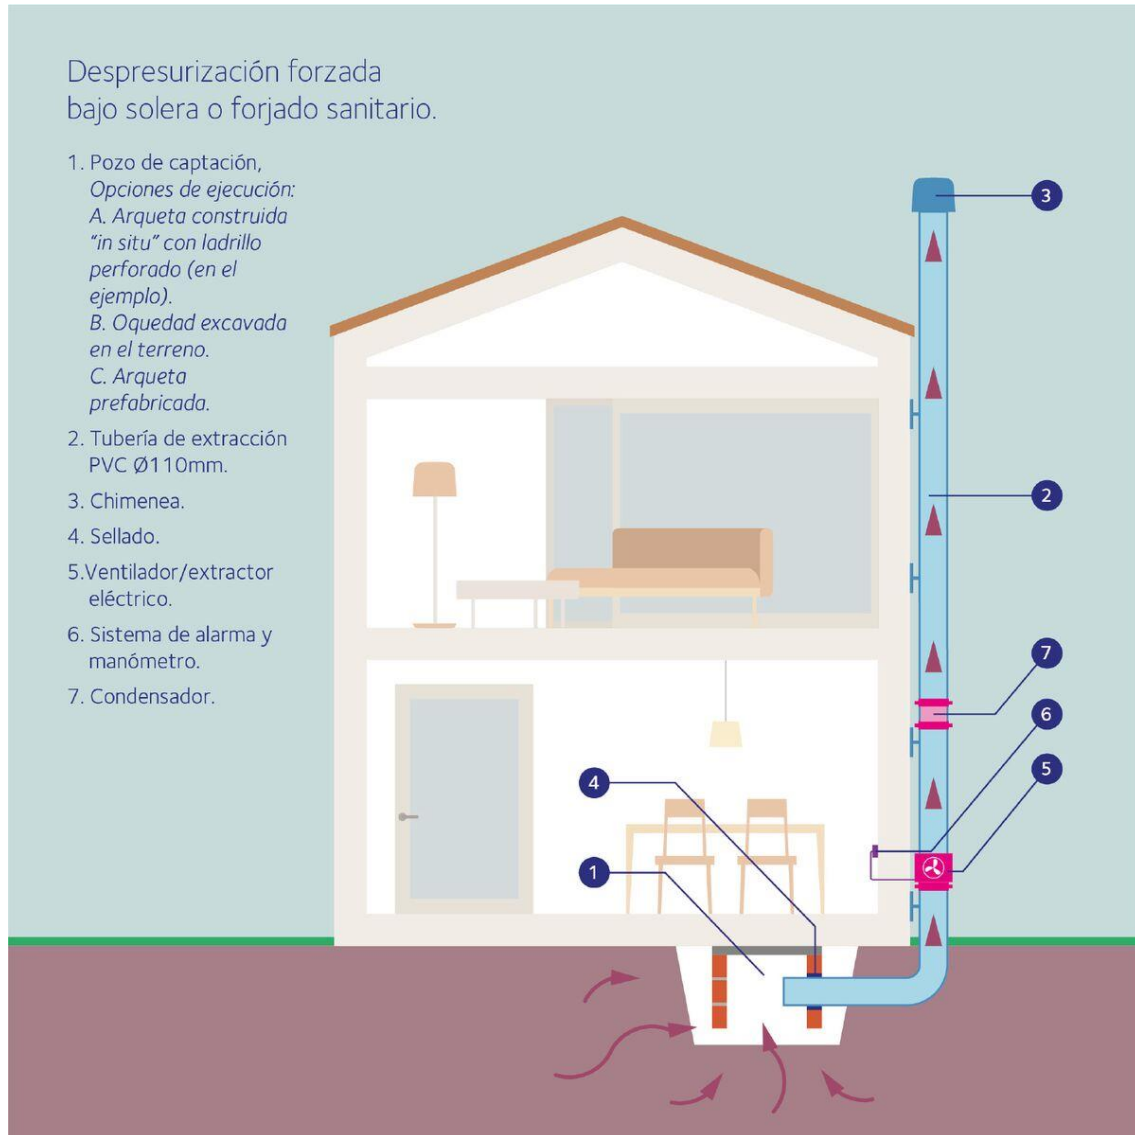 Despresurización forzada
bajo solera o forjado sanitario.
1. Pozo de captación,
Opciones de ejecución:
A. Arqueta construida
“in situ” con ladrillo
perforado (en el
ejemplo).
B. Oquedad excavada
en el terreno.
C. Arqueta
prefabricada.
2. Tubería de extracción
PVC Ø110mm.
3. Chimenea.
4. Sellado.
5.Ventilador/extractor
eléctrico.
6. Sistema de alarma y
manómetro.
7. Condensador.
3
2
7
6
5
4
1